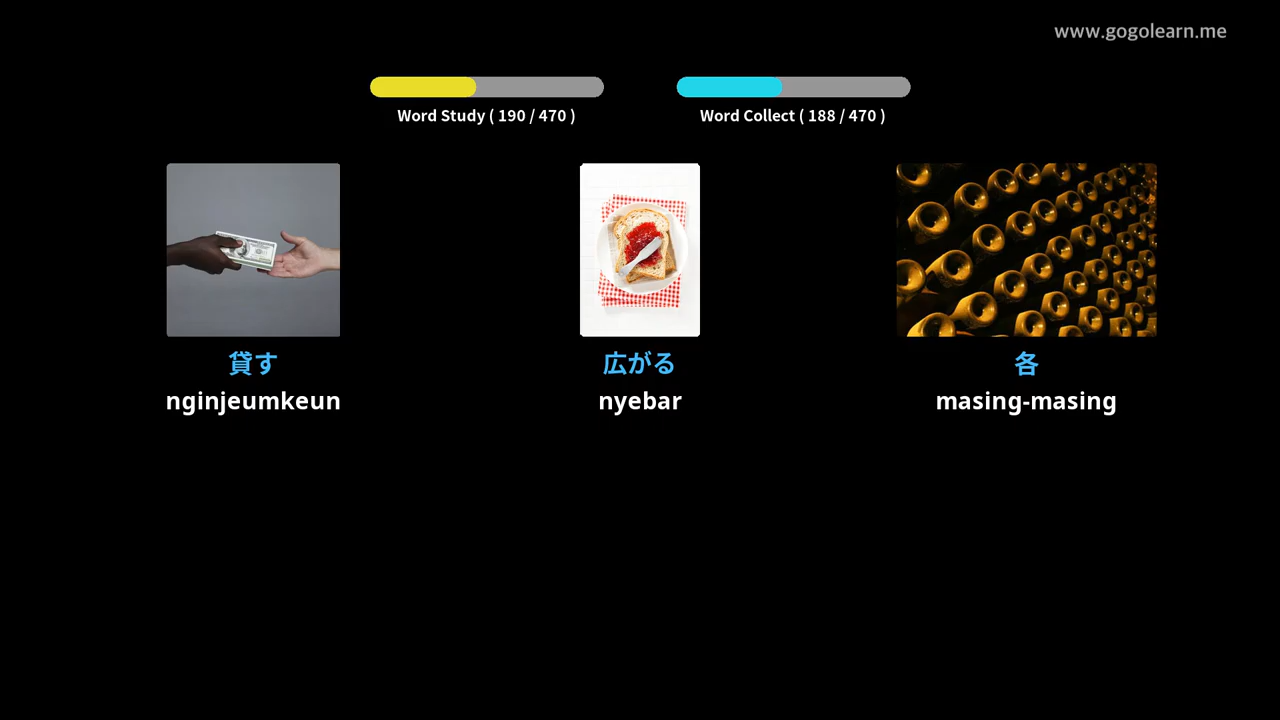 www.gogolearn.me
Word Study ( 190 / 470 )
Word Collect ( 188 / 470 )
貸す
nginjeumkeun
広がる
nyebar
各
masing-masing